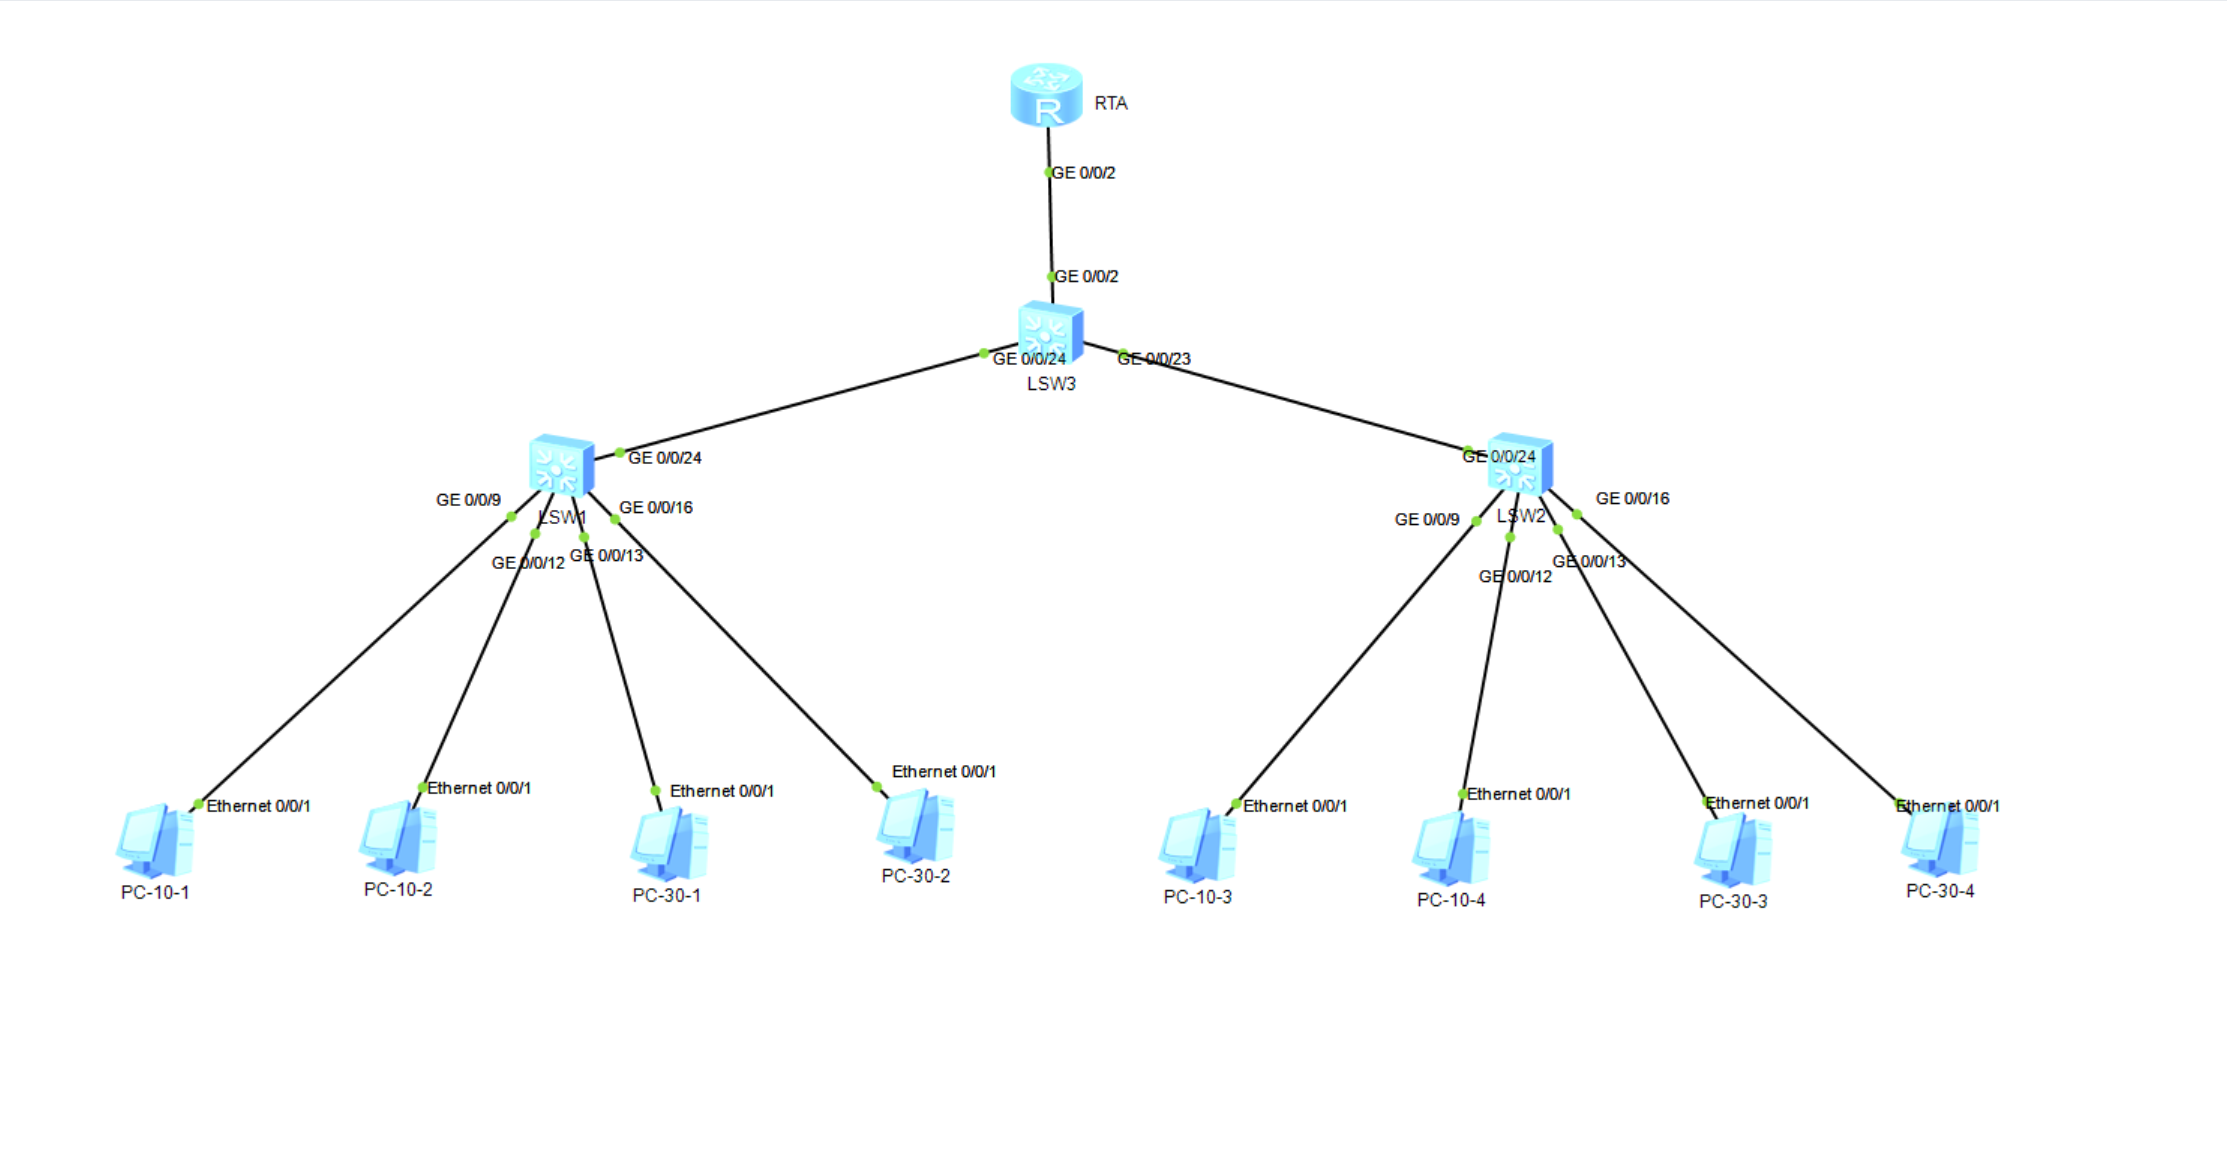 R
RTA
GE 0/0/2
GE 0/0/2
GE 0/0/24
GE 0/0/23
LSW3
GE 0/0/24
GE 0/0/24
GE 0/0/9
GE 0/0/16
LSW1
GE 0/0/12
GE 0/0/13
GE 0/0/16
GE 0/0/9
LSW2
GE 0/0/13
GE 0/0/12
Ethernet 0/0/1
Ethernet 0/0/1
Ethernet 0/0/1
Ethernet 0/0/1
Ethernet 0/0/1
Ethernet 0/0/1
Ethernet 0/0/1
Ethernet 0/0/1
PC-10-1
PC-10-2
PC-30-1
PC-30-2
PC-10-3
PC-10-4
PC-30-3
PC-30-4